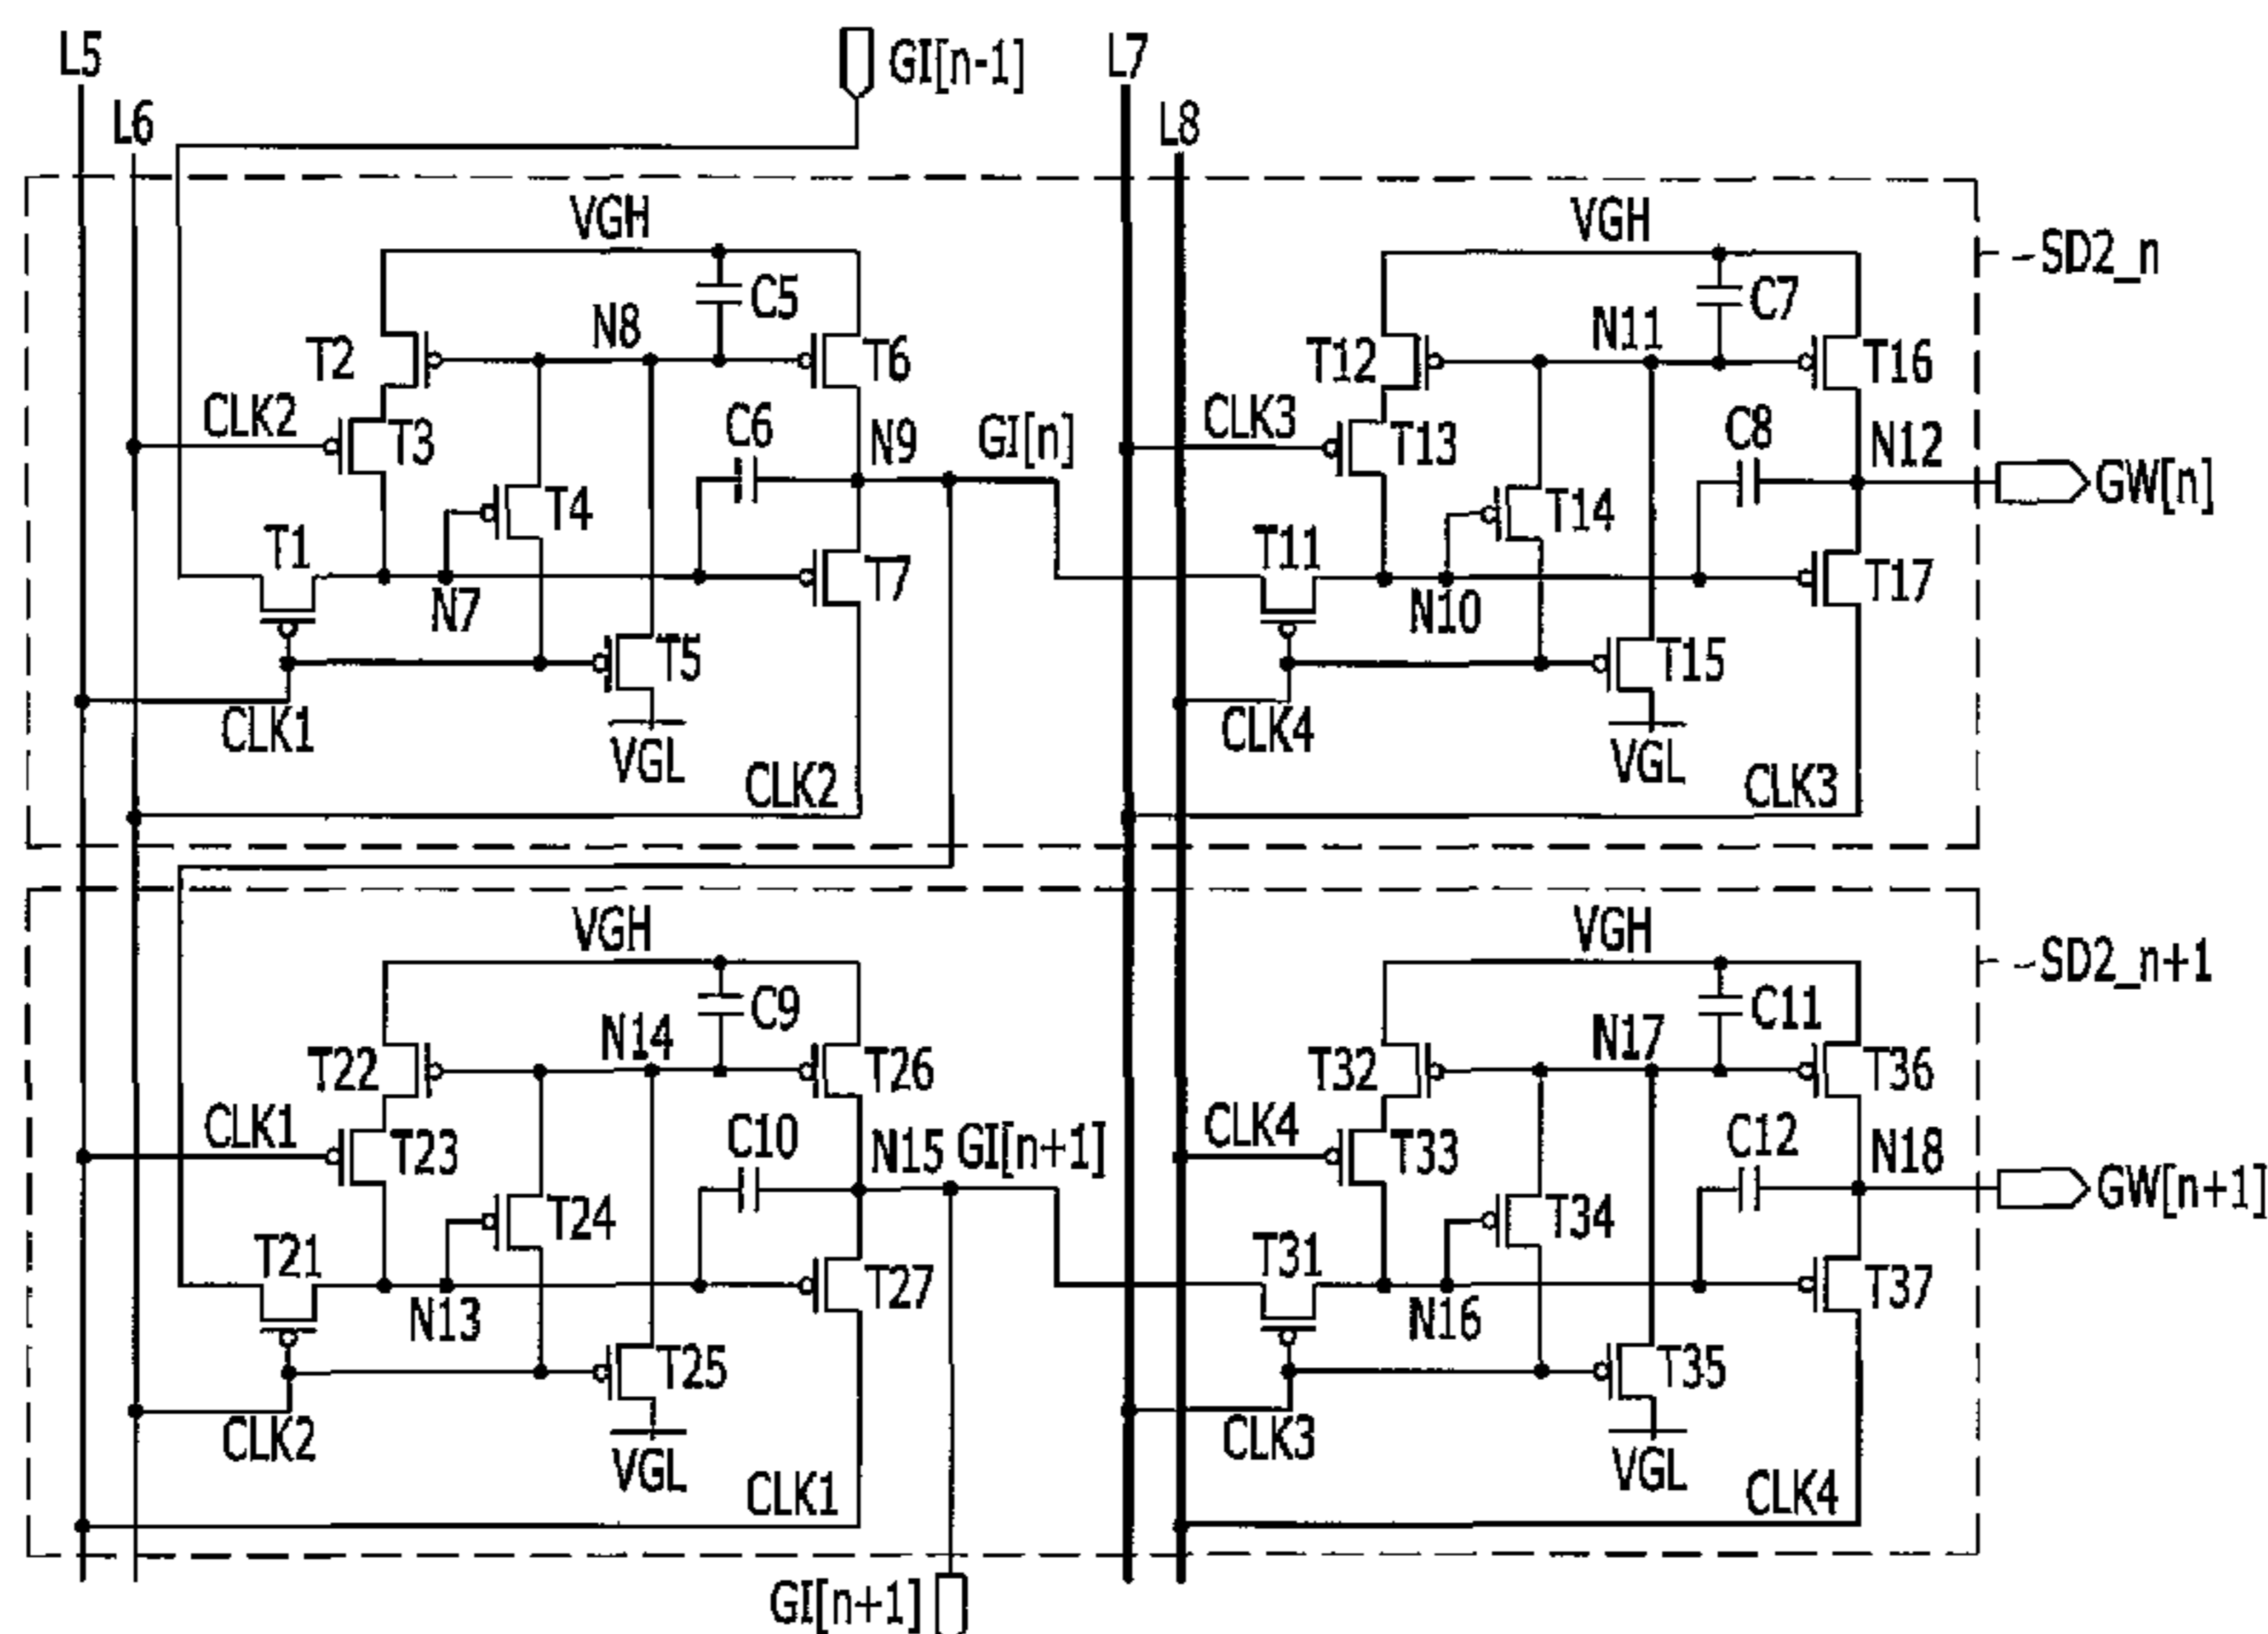 L5
L6
GI[n-1]
L7
L8
VGH
VGH
SD2_n
C5
C7
N8
N11
T2
T6
T12
T16
CLK2
T3
C6
N9
GI[n]
CLK3
T13
C8
N12
GW[n]
T4
T14
T1
T7
T11
T17
N7
N10
T5
T15
CLK1
CLK4
VGL
VGL
CLK2
CLK3
VGH
VGH
SD2_n+1
C9
C11
N14
N17
T22
T26
T32
T36
CLK1
T23
C10
N15
GI[n+1]
CLK4
T33
C12
N18
GW[n+1]
T24
T34
T21
T27
T31
T37
N13
N16
T25
T35
CLK2
CLK3
VGL
VGL
CLK1
CLK4
GI[n+1]